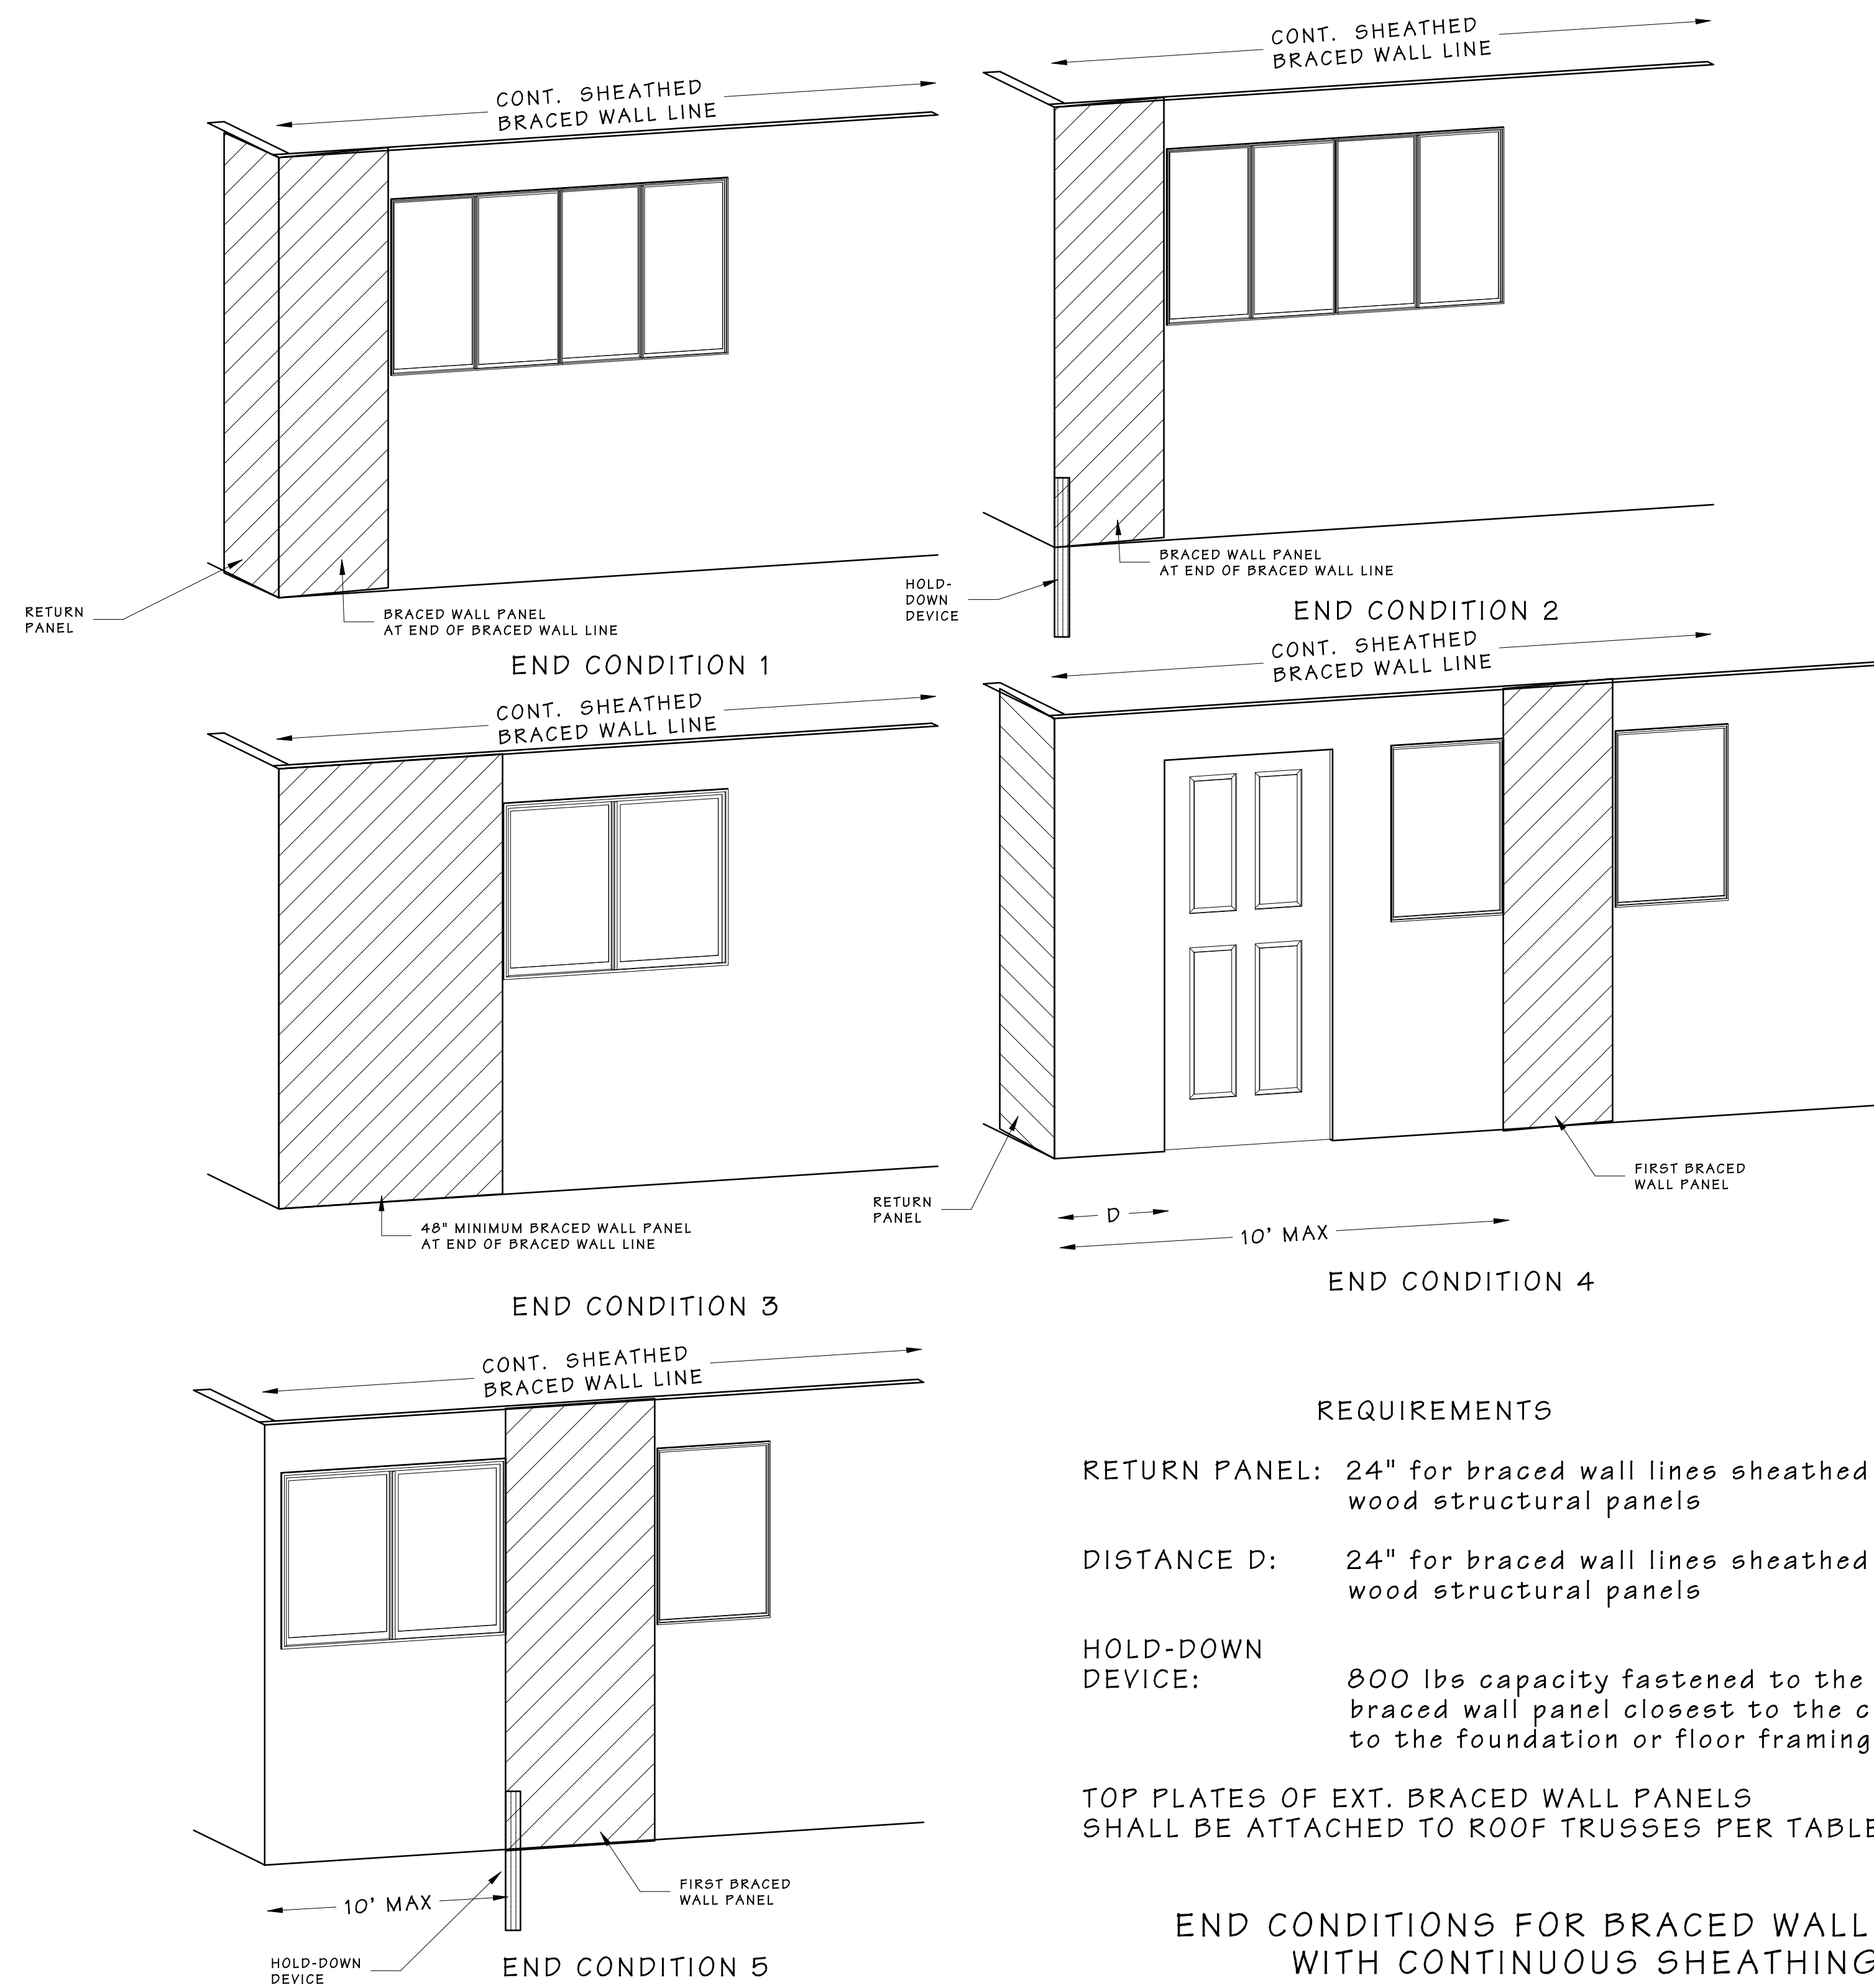 CONT. SHEATHED
BRACED WALL LINE
RETURN
PANEL
BRACED WALL PANEL
AT END OF BRACED WALL LINE
END CONDITION 1
CONT. SHEATHED
BRACED WALL LINE
HOLD-
DOWN
DEVICE
BRACED WALL PANEL
AT END OF BRACED WALL LINE
END CONDITION 2
CONT. SHEATHED
BRACED WALL LINE
48" MINIMUM BRACED WALL PANEL
AT END OF BRACED WALL LINE
END CONDITION 3
CONT. SHEATHED
BRACED WALL LINE
RETURN
PANEL
FIRST BRACED
WALL PANEL
D
10' MAX
END CONDITION 4
CONT. SHEATHED
BRACED WALL LINE
10' MAX
FIRST BRACED
WALL PANEL
HOLD-DOWN
DEVICE
END CONDITION 5
REQUIREMENTS
RETURN PANEL: 24" for braced wall lines sheathed
wood structural panels
DISTANCE D: 24" for braced wall lines sheathed
wood structural panels
HOLD-DOWN
DEVICE: 800 lbs capacity fastened to the
braced wall panel closest to the
to the foundation or floor framing
TOP PLATES OF EXT. BRACED WALL PANELS
SHALL BE ATTACHED TO ROOF TRUSSES PER TABLE
END CONDITIONS FOR BRACED WALL
WITH CONTINUOUS SHEATHING